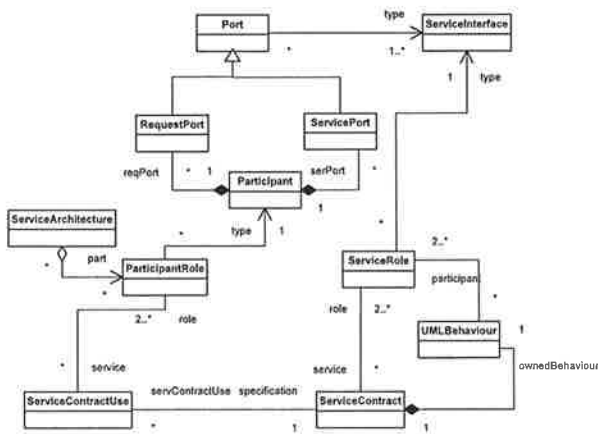 type
Port
ServiceInterface
*
1..*
1
type
RequestPort
ServicePort
reqPort
*
1
serPort
*
Participant
1
ServiceArchitecture
*
type
1
*
2..*
part
ParticipantRole
ServiceRole
*
*
participan
2..*
role
role
2..*
*
UMLBehaviour
1
*
service
service
*
ownedBehaviour
servContractUse
specification
ServiceContractUse
ServiceContract
*
1
1